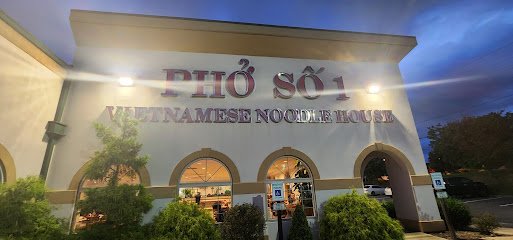 PHỞ SỐ 1
VIETNAMESE NOODLE HOUSE